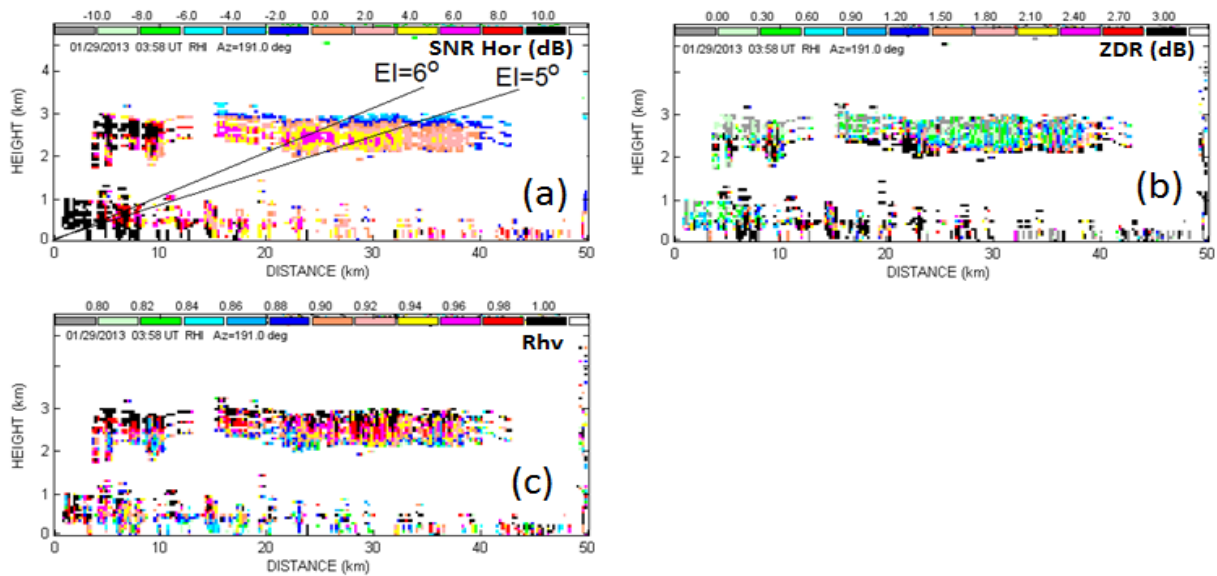 -10.0 -8.0 -6.0 -4.0 -2.0 0.0 2.0 4.0 6.0 8.0 10.0
01/29/2013 03:58 UT RHI Az=191.0 deg
SNR Hor (dB)
El=6o
El=5o
HEIGHT (km)
4
3
2
1
0
(a)
0 10 20 30 40 50
DISTANCE (km)
0.00 0.30 0.60 0.90 1.20 1.50 1.80 2.10 2.40 2.70 3.00
01/29/2013 03:58 UT RHI Az=191.0 deg
ZDR (dB)
HEIGHT (km)
4
3
2
1
0
(b)
0 10 20 30 40 50
DISTANCE (km)
0.80 0.82 0.84 0.86 0.88 0.90 0.92 0.94 0.96 0.98 1.00
01/29/2013 03:58 UT RHI Az=191.0 deg
Rhv
HEIGHT (km)
4
3
2
1
0
(c)
0 10 20 30 40 50
DISTANCE (km)